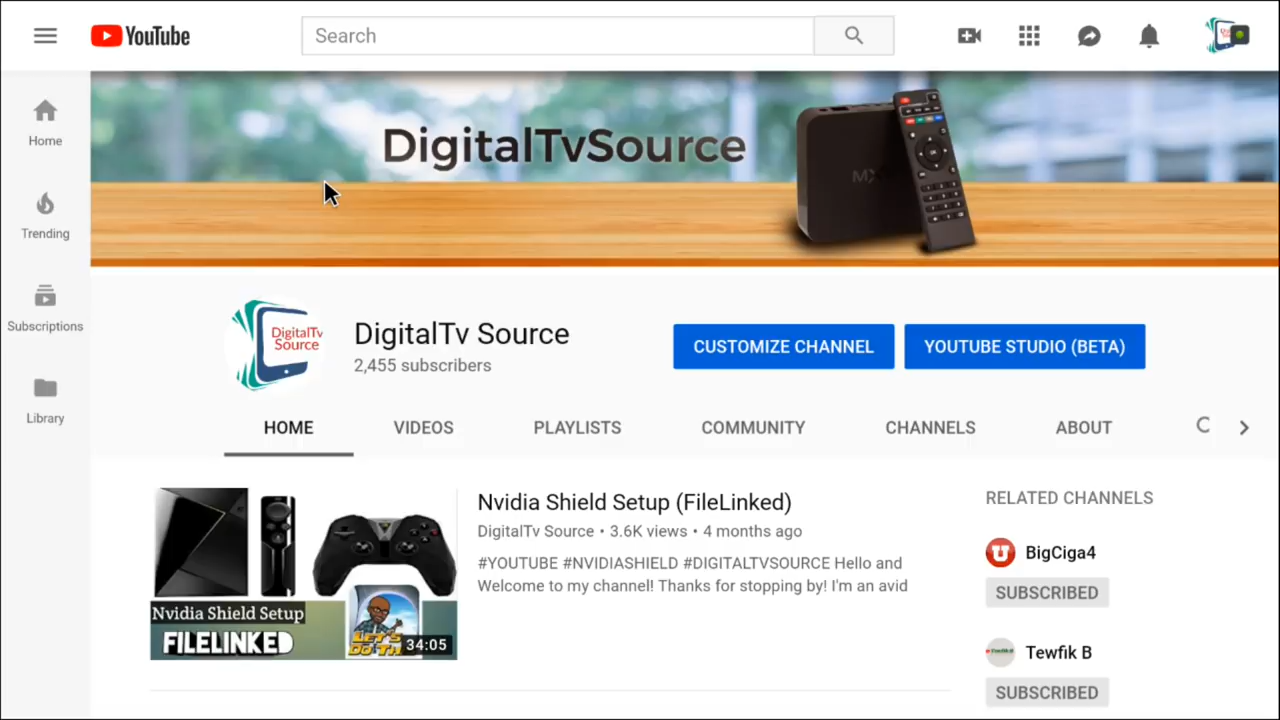 YouTube
Search
Home
Trending
Subscriptions
Library
DigitalTvSource
MX
DigitalTv
Source
DigitalTv Source
2,455 subscribers
CUSTOMIZE CHANNEL
YOUTUBE STUDIO (BETA)
HOME
VIDEOS
PLAYLISTS
COMMUNITY
CHANNELS
ABOUT
Nvidia Shield Setup
FILELINKED
LET'S
34:05
Nvidia Shield Setup (FileLinked)
DigitalTv Source • 3.6K views • 4 months ago
#YOUTUBE #NVIDIASHIELD #DIGITALTVSOURCE Hello and
Welcome to my channel! Thanks for stopping by! I'm an avid
RELATED CHANNELS
BigCiga4
SUBSCRIBED
Tewfik B
SUBSCRIBED